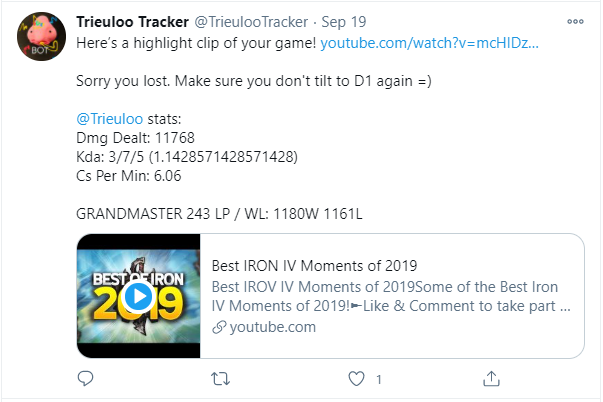 Trieuloo Tracker @TrieulooTracker · Sep 19
BOT
Here's a highlight clip of your game! youtube.com/watch?v=mcHIDz...
Sorry you lost. Make sure you don't tilt to D1 again =)
@Trieuloo stats:
Dmg Dealt: 11768
Kda: 3/7/5 (1.1428571428571428)
Cs Per Min: 6.06
GRANDMASTER 243 LP / WL: 1180W 1161L
BEST OF IRON
2019
Best IRON IV Moments of 2019
Best IROV IV Moments of 2019Some of the Best Iron
IV Moments of 2019!►Like & Comment to take part ...
youtube.com
1